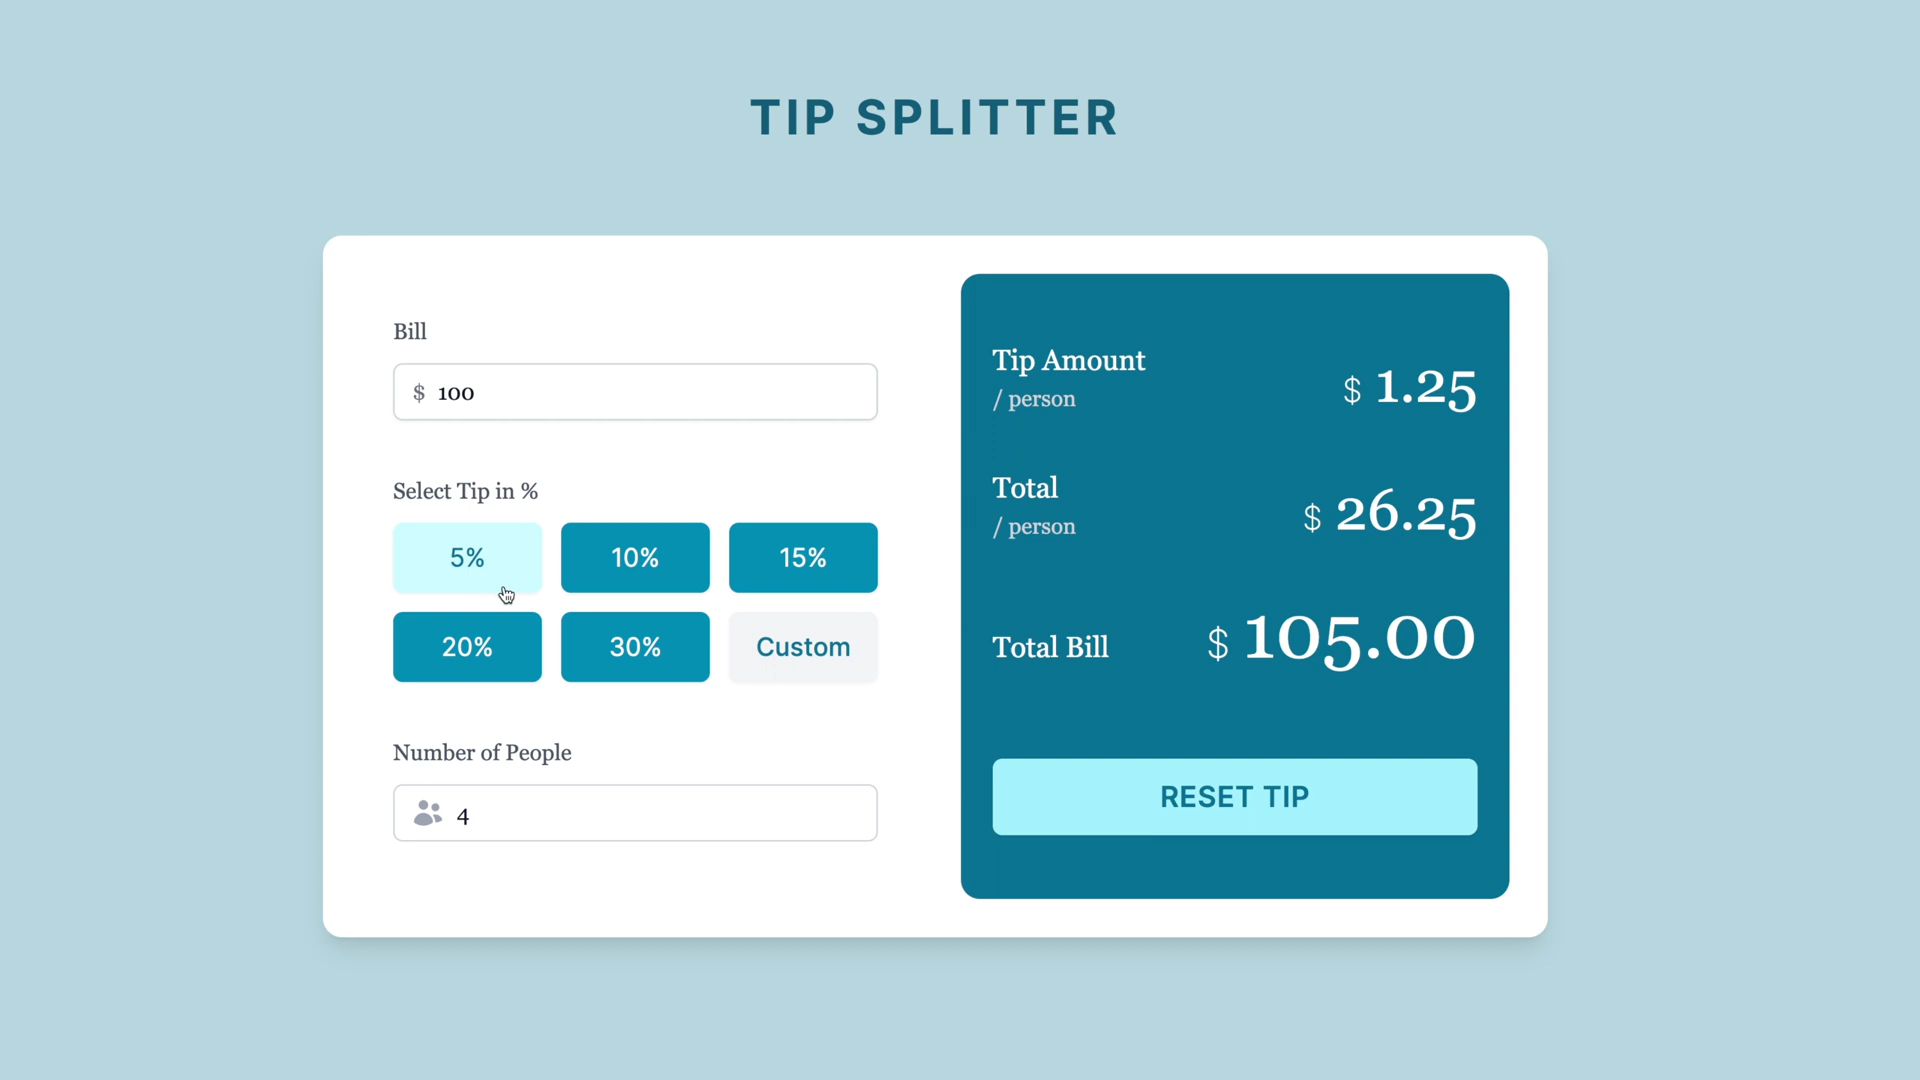 TIP SPLITTER
Bill
$ 100
Select Tip in %
5% 10% 15%
20% 30% Custom
Number of People
4
Tip Amount
/ person
$ 1.25
Total
/ person
$ 26.25
Total Bill $ 105.00
RESET TIP